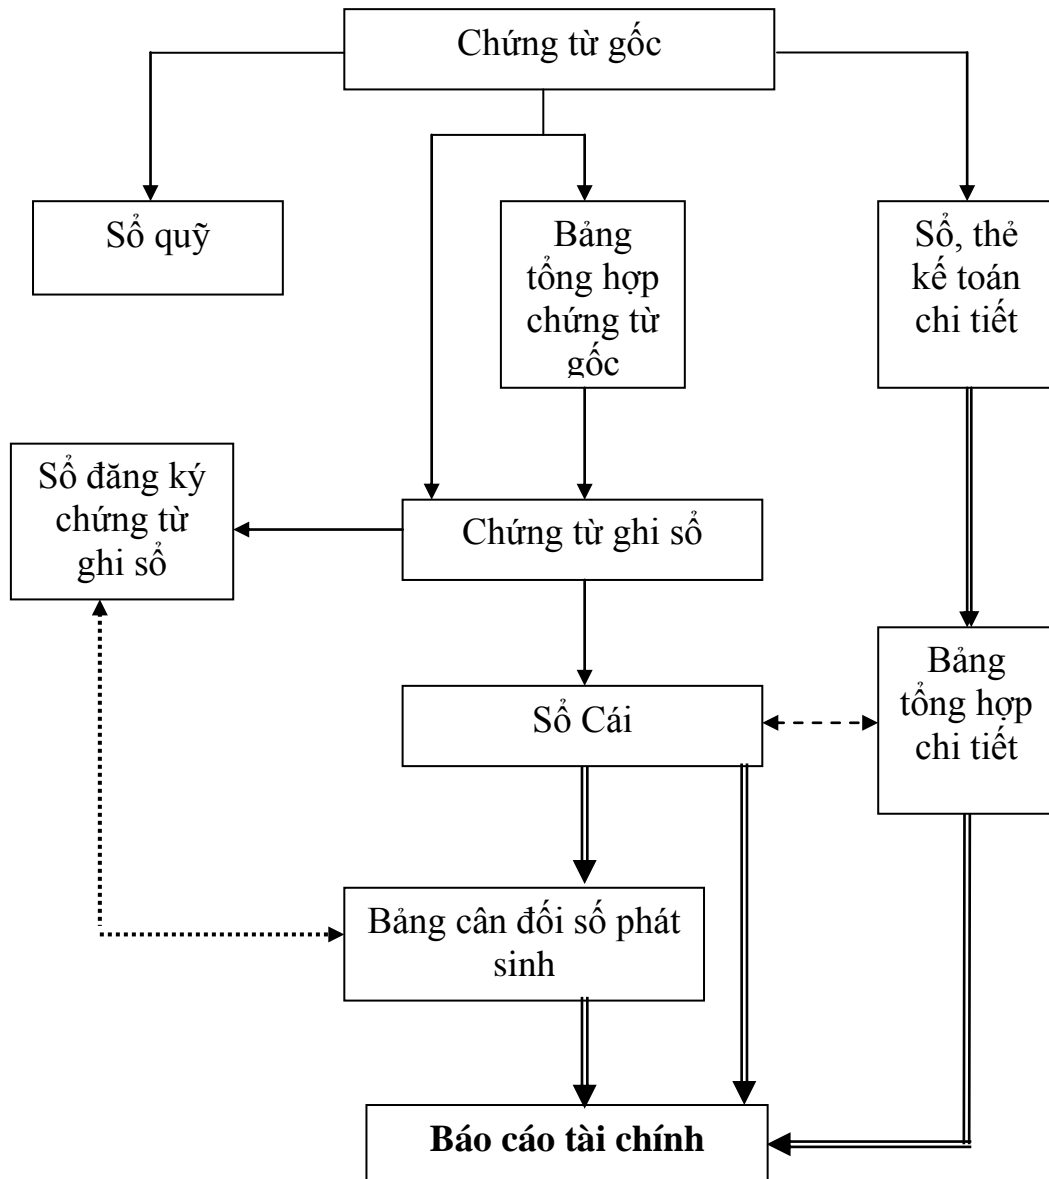 Chứng từ gốc
Sổ quỹ
Bảng
tổng hợp
chứng từ
gốc
Sổ, thẻ
kế toán
chi tiết
Sổ đăng ký
chứng từ
ghi sổ
Chứng từ ghi sổ
Sổ Cái
Bảng
tổng hợp
chi tiết
Bảng cân đối số phát
sinh
Báo cáo tài chính